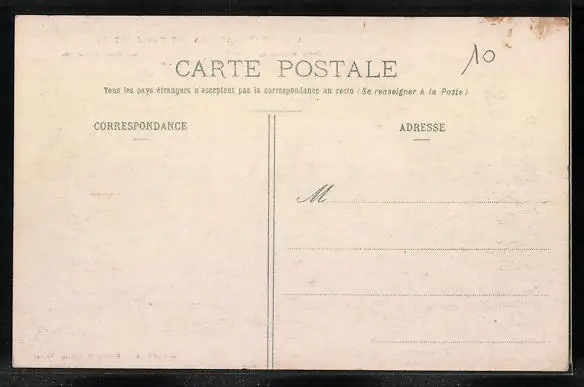 CARTE POSTALE
10
Tous les pays étrangers n'acceptent pas la correspondance au recto (Se renseigner à la Poste)
CORRESPONDANCE
ADRESSE
M